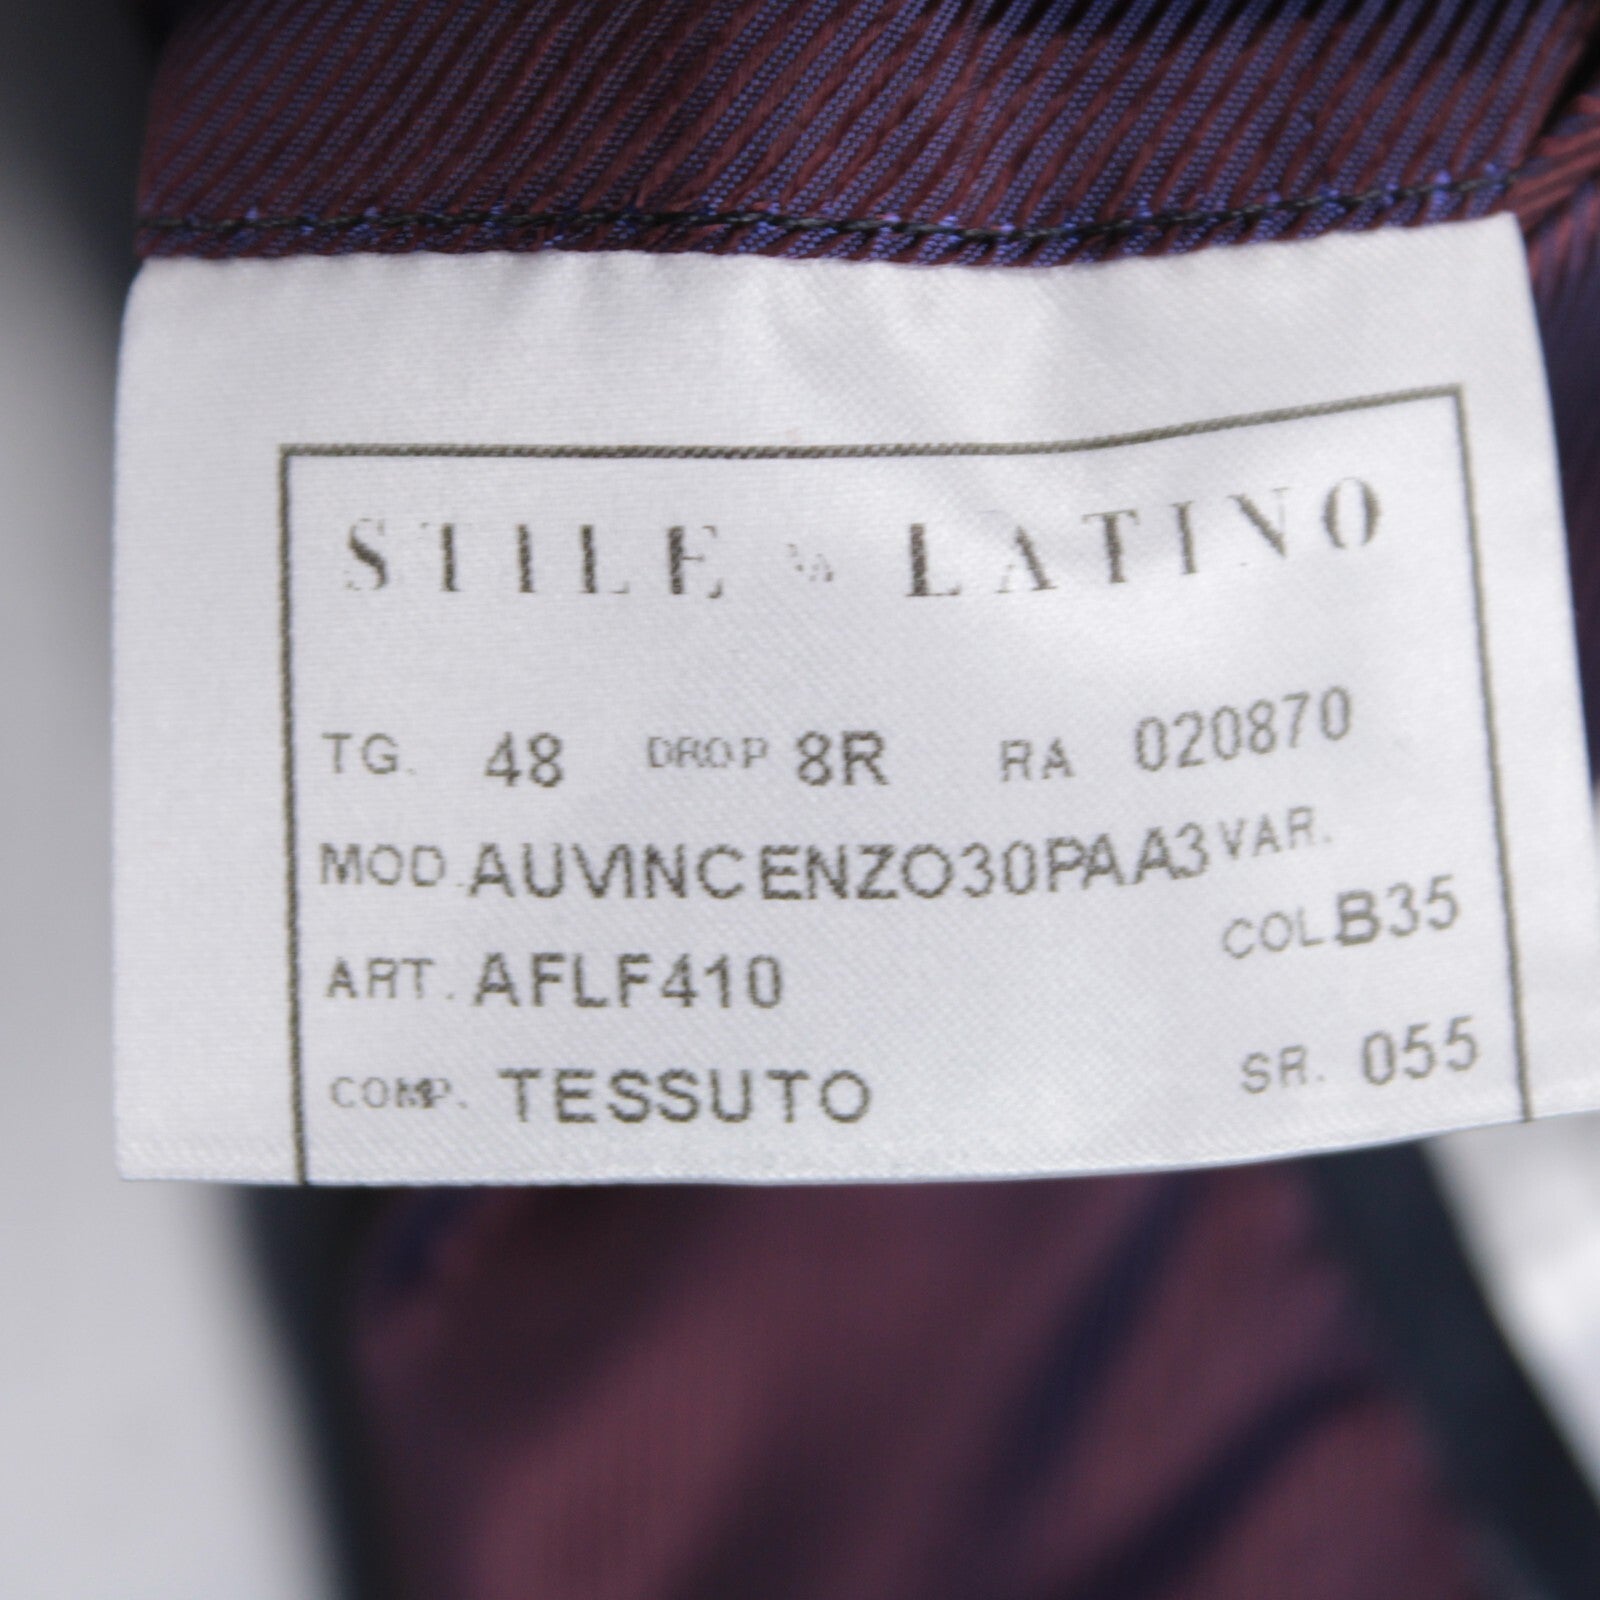 STILE LATINO
TG. 48 DROP 8R RA 020870
MOD. AUVINCENZO30PAA3 VAR.
COL B35
ART. AFLF410
COMP. TESSUTO SR. 055